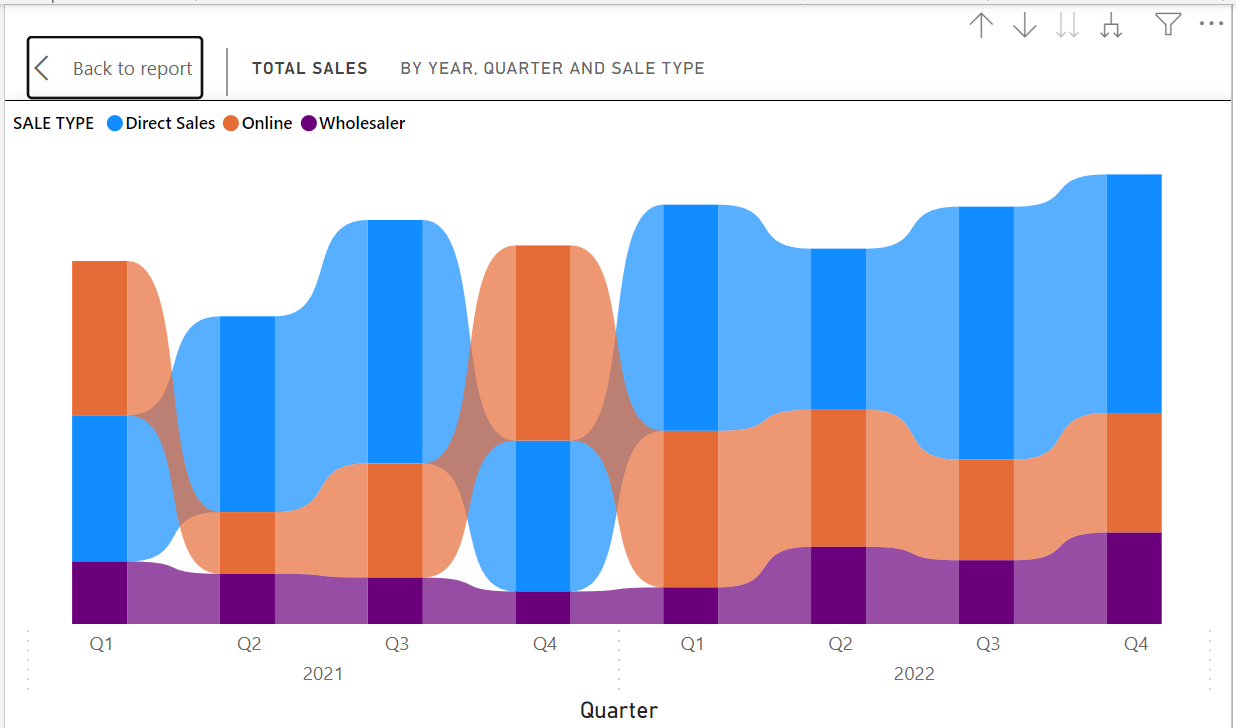 Back to report
TOTAL SALES BY YEAR, QUARTER AND SALE TYPE
SALE TYPE Direct Sales Online Wholesaler
Q1 Q2 Q3 Q4 Q1 Q2 Q3 Q4
2021 2022
Quarter